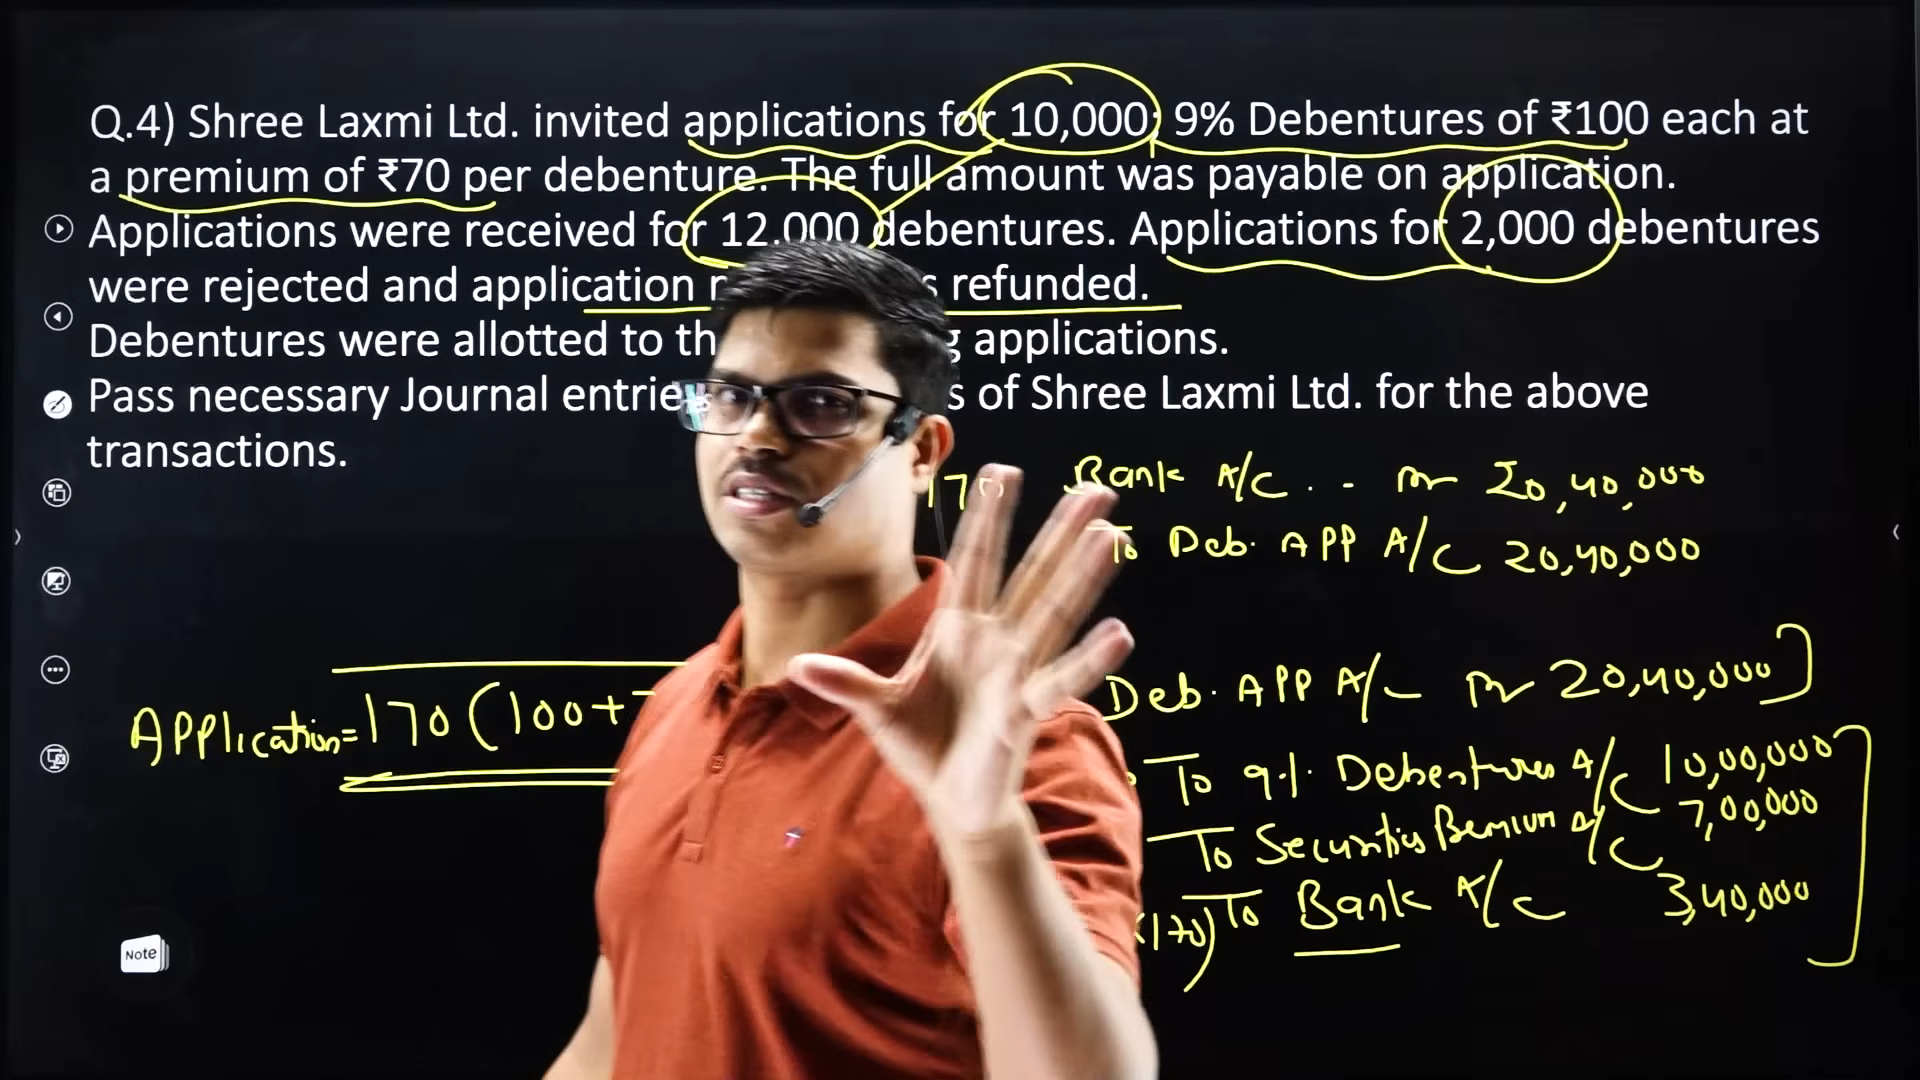 Q.4) Shree Laxmi Ltd. invited applications for 10,000; 9% Debentures of ₹100 each at
a premium of ₹70 per debenture. The full amount was payable on application.
Applications were received for 12,000 debentures. Applications for 2,000 debentures
were rejected and application refunded.
Debentures were allotted to applications.
Pass necessary Journal of Shree Laxmi Ltd. for the above
transactions.
170 Bank A/C .. - Dr 20,40,000
To Deb. APP A/C 20,40,000
Deb. APP A/C Dr 20,40,000
Application = 170 (100+
To 9% Debentures A/C 10,00,000
To Securities Premium A/C 7,00,000
(170) To Bank A/C 3,40,000
Note